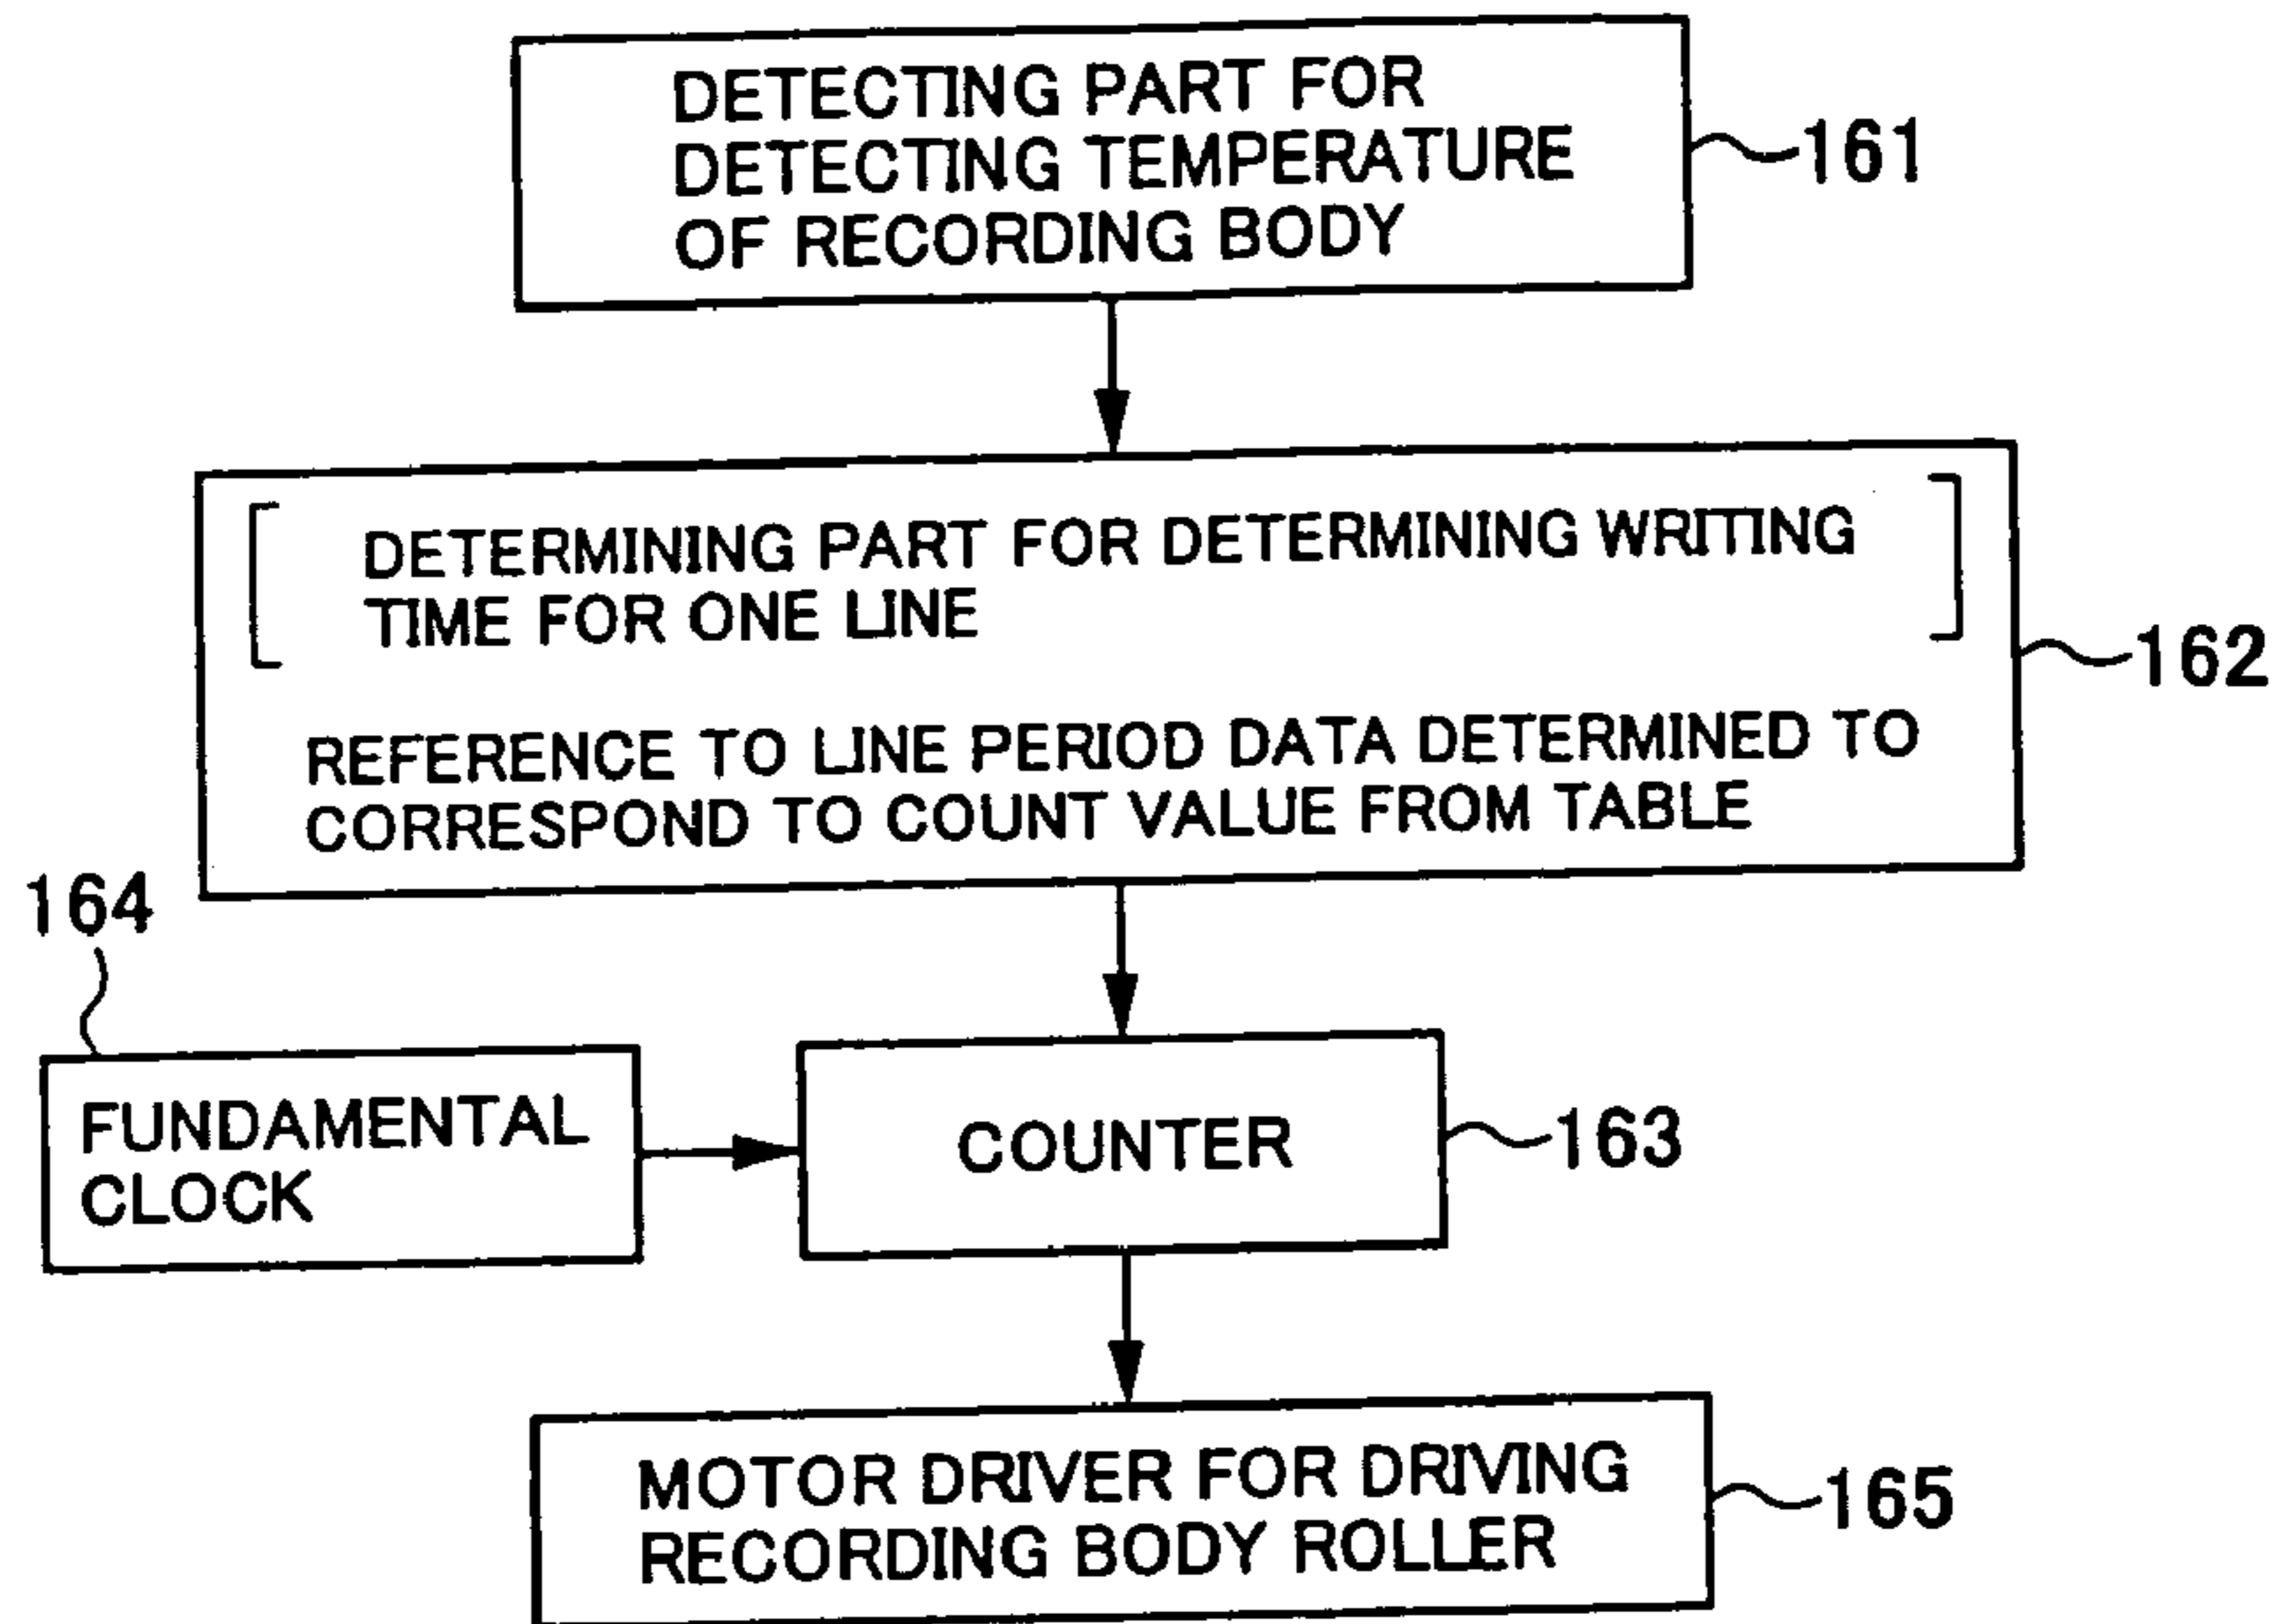 DETECTING PART FOR
DETECTING TEMPERATURE
OF RECORDING BODY
161
DETERMINING PART FOR DETERMINING WRITING
TIME FOR ONE LINE
162
REFERENCE TO LINE PERIOD DATA DETERMINED TO
CORRESPOND TO COUNT VALUE FROM TABLE
164
FUNDAMENTAL
CLOCK
COUNTER
163
MOTOR DRIVER FOR DRIVING
RECORDING BODY ROLLER
165